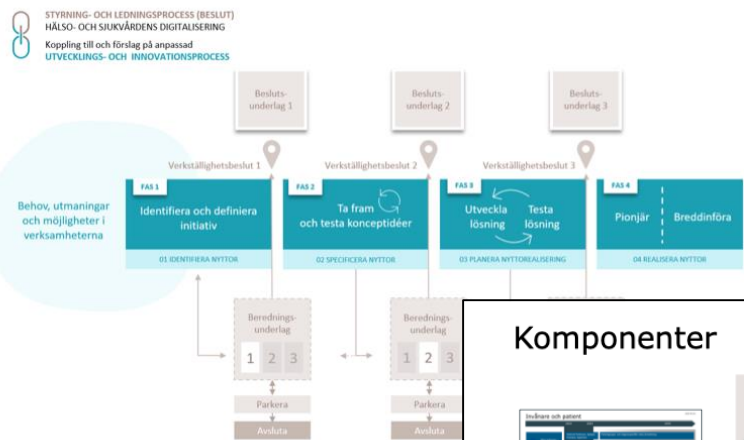 STYRNING- OCH LEDNINGSPROCESS (BESLUT)
HÄLSO- OCH SJUKVÅRDENS DIGITALISERING
Koppling till och förslag på anpassad
UTVECKLINGS- OCH INNOVATIONSPROCESS
Besluts-
underlag 1
Besluts-
underlag 2
Besluts-
underlag 3
Verkställighetsbeslut 1
Verkställighetsbeslut 2
Verkställighetsbeslut 3
Behov, utmaningar
och möjligheter i
verksamheterna
FAS 1
Identifiera och definiera
initiativ
01 IDENTIFIERA NYTTOR
FAS 2
Ta fram
och testa konceptidéer
02 SPECIFICERA NYTTOR
FAS 3
Utveckla
lösning
Testa
lösning
03 PLANERA NYTTOREALISERING
FAS 4
Pionjär
Breddinföra
04 REALISERA NYTTOR
Berednings-
underlag
1 2 3
Parkera
Avsluta
Berednings-
underlag
1 2 3
Parkera
Avsluta
Komponenter
Invånare och patient